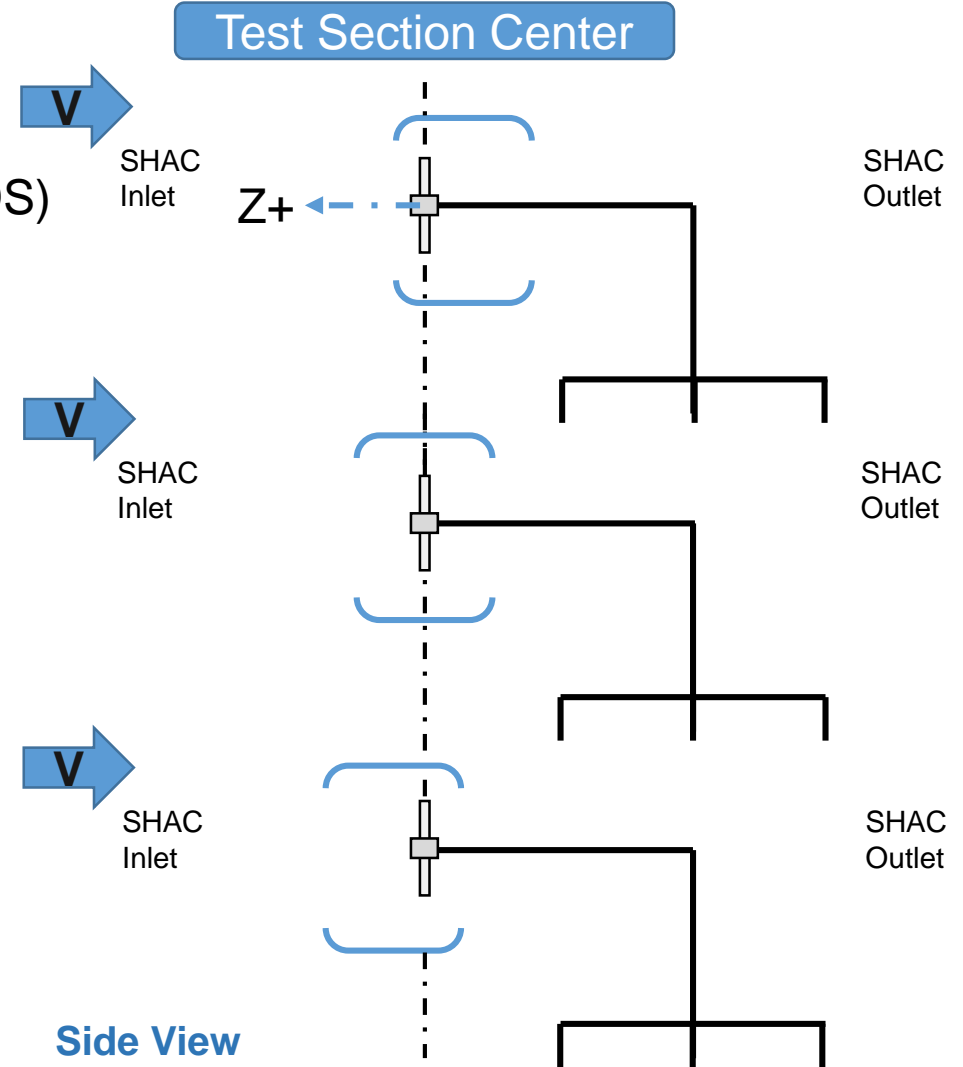 Test Section Center
V
SHAC
Inlet
SHAC
Outlet
S)
Z+
V
SHAC
Inlet
SHAC
Outlet
V
SHAC
Inlet
SHAC
Outlet
Side View